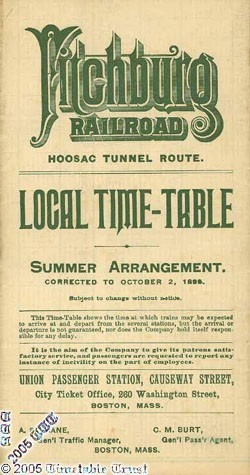 Fitchburg
RAILROAD
HOOSAC TUNNEL ROUTE.
LOCAL TIME-TABLE
SUMMER ARRANGEMENT.
CORRECTED TO OCTOBER 2, 1898.
Subject to change without notice.
This Time-Table shows the time at which trains may be expected
to arrive at and depart from the several stations, but the arrival or
departure is not guaranteed, nor does the Company hold itself respon-
sible for any delay.
It is the aim of the Company to give its patrons satis-
factory service, and passengers are requested to report any
instance of incivility on the part of employees.
UNION PASSENGER STATION, CAUSEWAY STREET,
City Ticket Office, 260 Washington Street,
BOSTON, MASS.
A. S. CRANE,
Gen'l Traffic Manager,
C. M. BURT,
Gen'l Pass'r Agent,
BOSTON, MASS.
© 2005 Timetable Trust